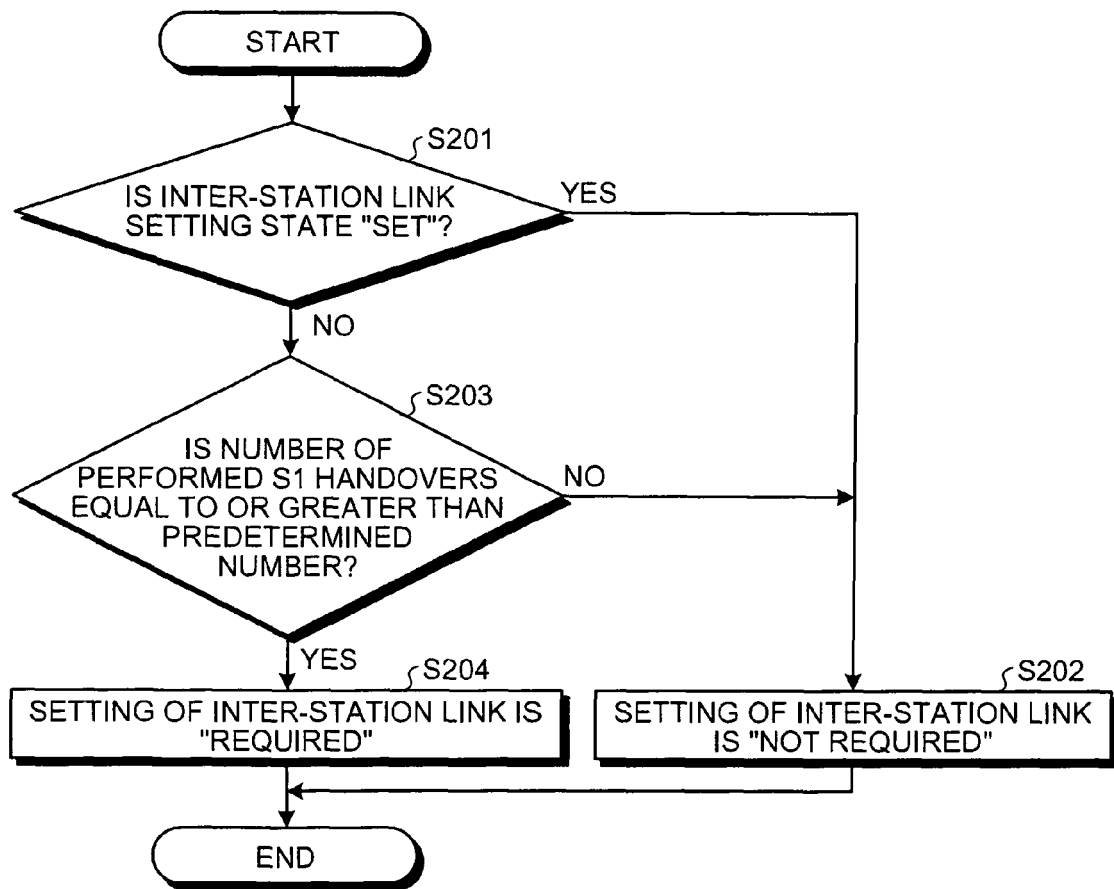 START
S201
IS INTER-STATION LINK
SETTING STATE "SET"?
YES
NO
S203
IS NUMBER OF
PERFORMED S1 HANDOVERS
EQUAL TO OR GREATER THAN
PREDETERMINED
NUMBER?
NO
YES
S204
SETTING OF INTER-STATION LINK IS
"REQUIRED"
S202
SETTING OF INTER-STATION LINK
IS "NOT REQUIRED"
END